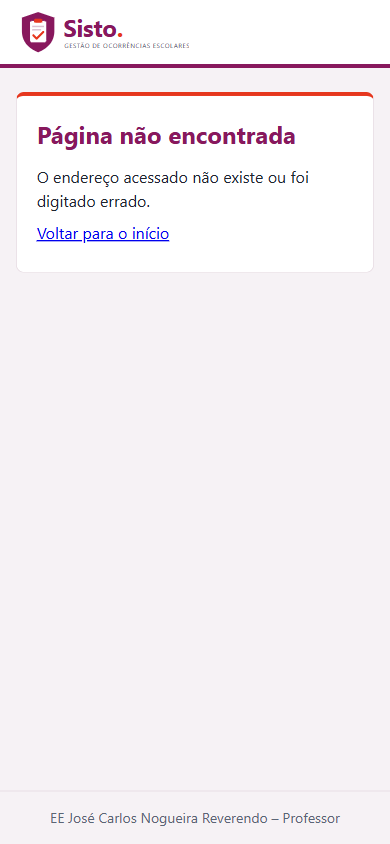 Sisto.
GESTÃO DE OCORRÊNCIAS ESCOLARES
Página não encontrada
O endereço acessado não existe ou foi
digitado errado.
Voltar para o início
EE José Carlos Nogueira Reverendo – Professor